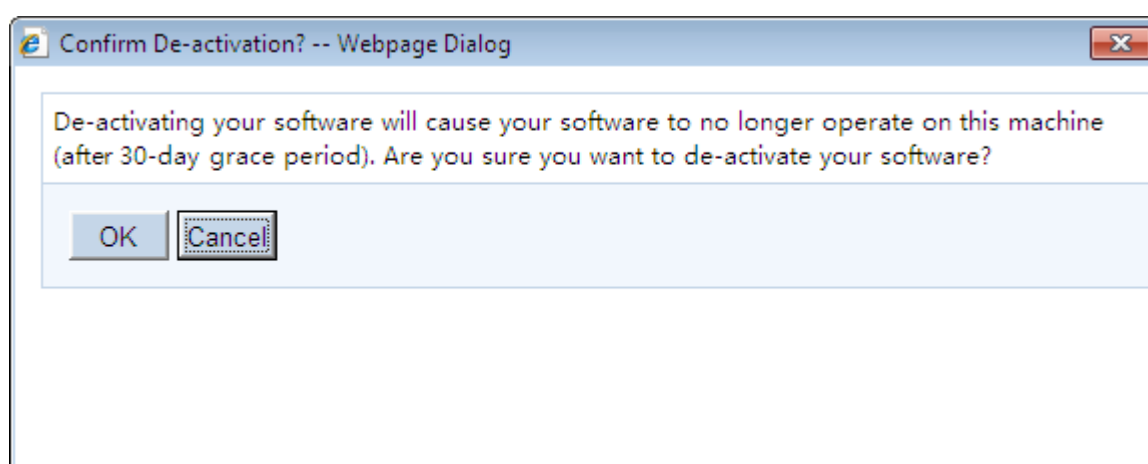 Confirm De-activation? -- Webpage Dialog
De-activating your software will cause your software to no longer operate on this machine
(after 30-day grace period). Are you sure you want to de-activate your software?
OK Cancel